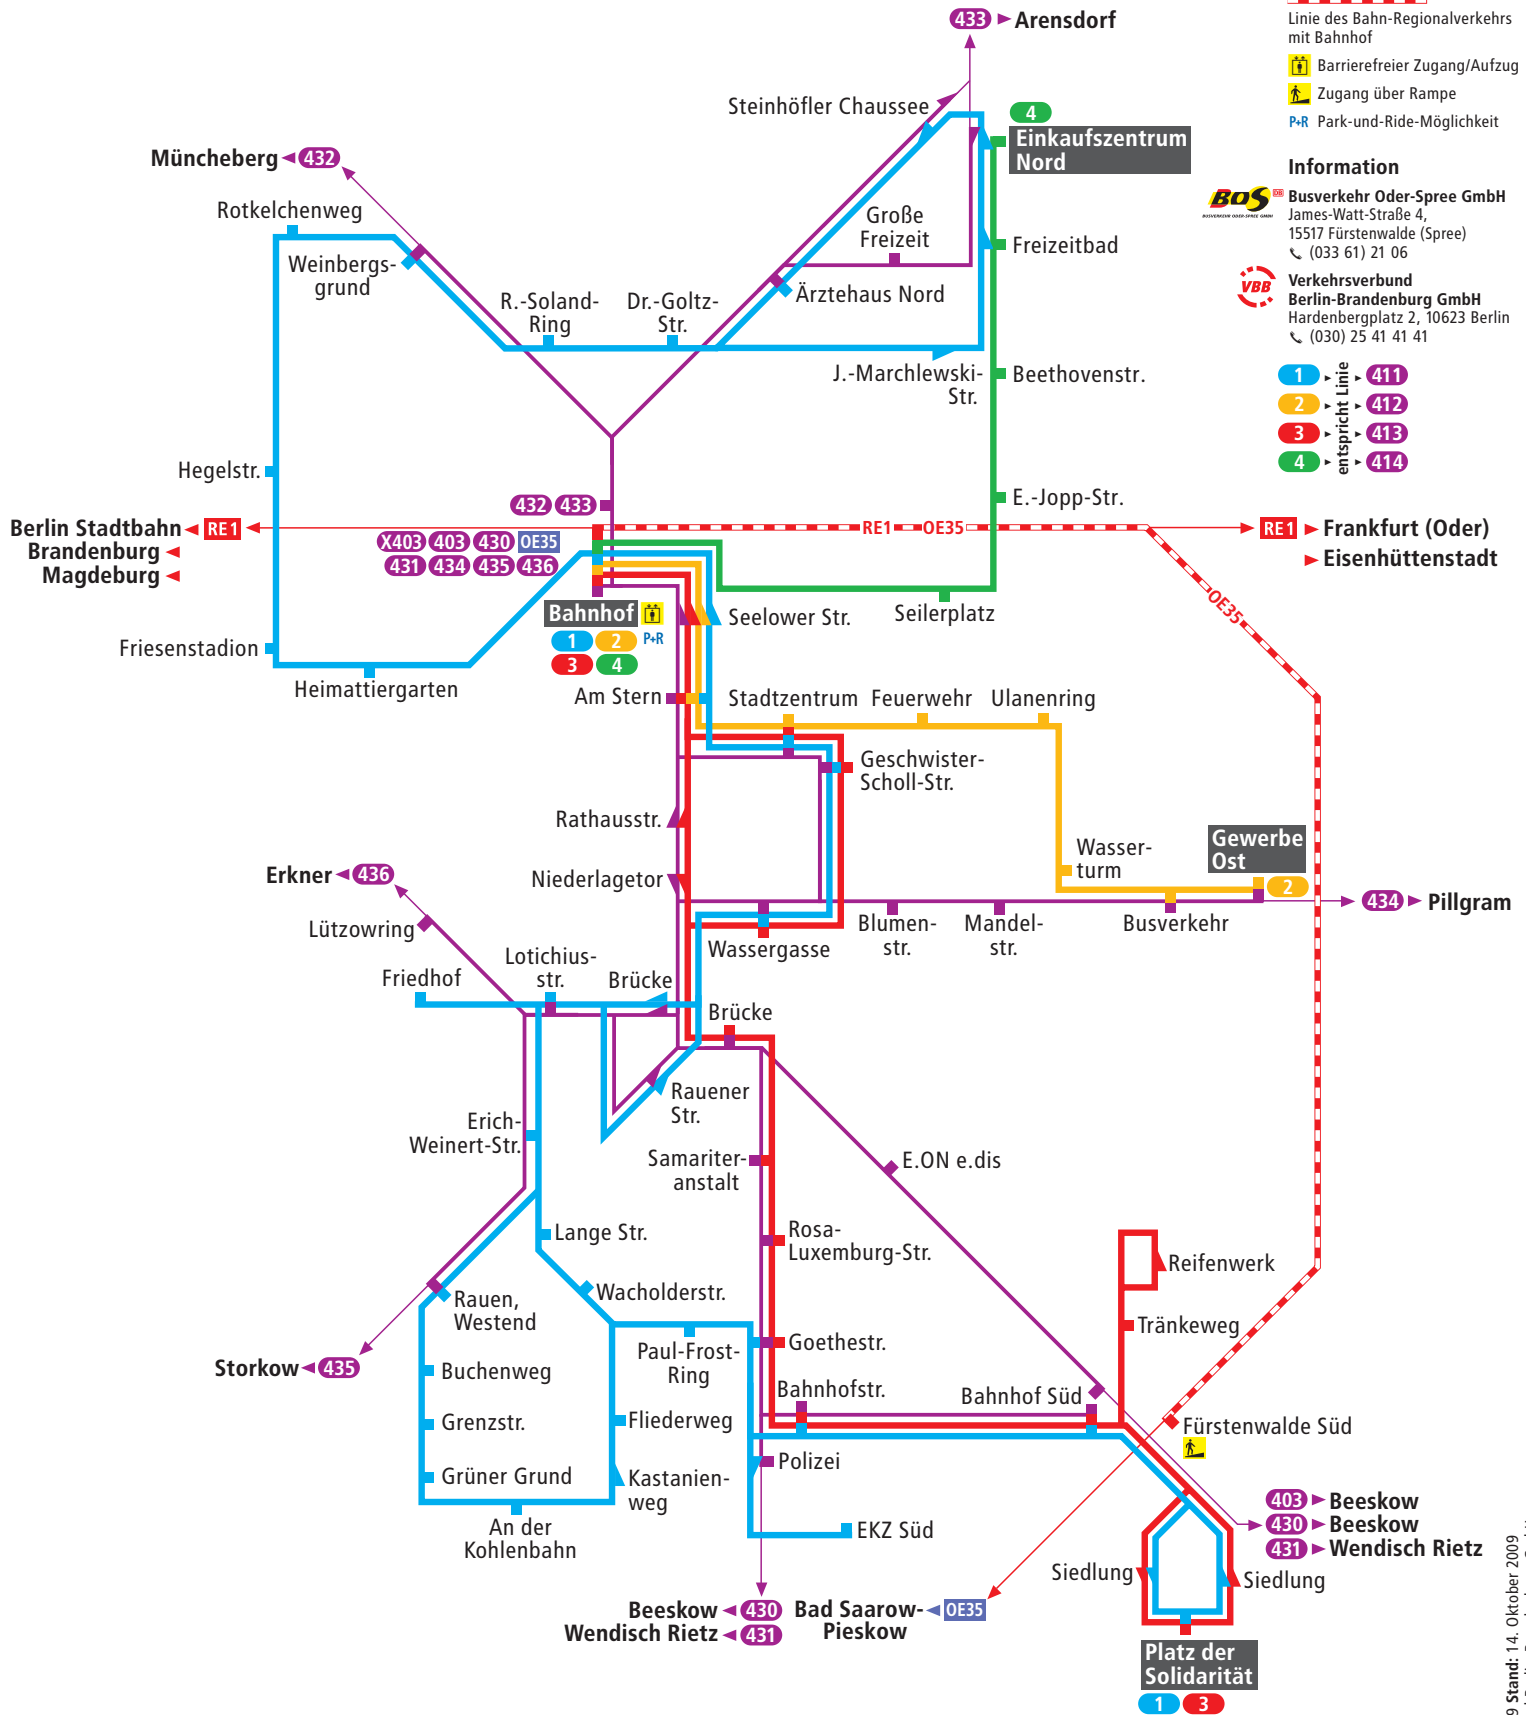 433 Arensdorf
Linie des Bahn-Regionalverkehrs
mit Bahnhof
Barrierefreier Zugang/Aufzug
Zugang über Rampe
P+R Park-und-Ride-Möglichkeit
Information
BOS DB
BUSVERKEHR ODER-SPREE GMBH
Busverkehr Oder-Spree GmbH
James-Watt-Straße 4,
15517 Fürstenwalde (Spree)
(033 61) 21 06
VBB
Verkehrsverbund
Berlin-Brandenburg GmbH
Hardenbergplatz 2, 10623 Berlin
(030) 25 41 41 41
entspricht Linie
1 411
2 412
3 413
4 414
Steinhöfler Chaussee
4
Einkaufszentrum
Nord
Müncheberg 432
Rotkelchenweg
Weinbergs-
grund
Große
Freizeit
Freizeitbad
R.-Soland-
Ring
Dr.-Goltz-
Str.
Ärztehaus Nord
J.-Marchlewski-
Str.
Beethovenstr.
Hegelstr.
E.-Jopp-Str.
432 433
Berlin Stadtbahn RE1
Brandenburg
Magdeburg
X403 403 430 OE35
431 434 435 436
RE1 OE35
RE1 Frankfurt (Oder)
Eisenhüttenstadt
OE35
Bahnhof
1 2 P+R
3 4
Seelower Str.
Seilerplatz
Friesenstadion
Heimattiergarten
Am Stern
Stadtzentrum
Feuerwehr
Ulanenring
Geschwister-
Scholl-Str.
Rathausstr.
Wasser-
turm
Gewerbe
Ost
2
Erkner 436
Niederlagetor
434 Pillgram
Lützowring
Wassergasse
Blumen-
str.
Mandel-
str.
Busverkehr
Friedhof
Lotichius-
str.
Brücke
Brücke
Rauener
Str.
Erich-
Weinert-Str.
Samariter-
anstalt
E.ON e.dis
Lange Str.
Rosa-
Luxemburg-Str.
Reifenwerk
Wacholderstr.
Rauen,
Westend
Tränkeweg
Storkow 435
Paul-Frost-
Ring
Goethestr.
Buchenweg
Bahnhofstr.
Bahnhof Süd
Grenzstr.
Fliederweg
Fürstenwalde Süd
Grüner Grund
Kastanien-
weg
Polizei
An der
Kohlenbahn
EKZ Süd
403 Beeskow
430 Beeskow
431 Wendisch Rietz
Siedlung
Siedlung
Beeskow 430
Wendisch Rietz 431
Bad Saarow-
Pieskow
OE35
Platz der
Solidarität
1 3
9 Stand: 14. Oktober 2009